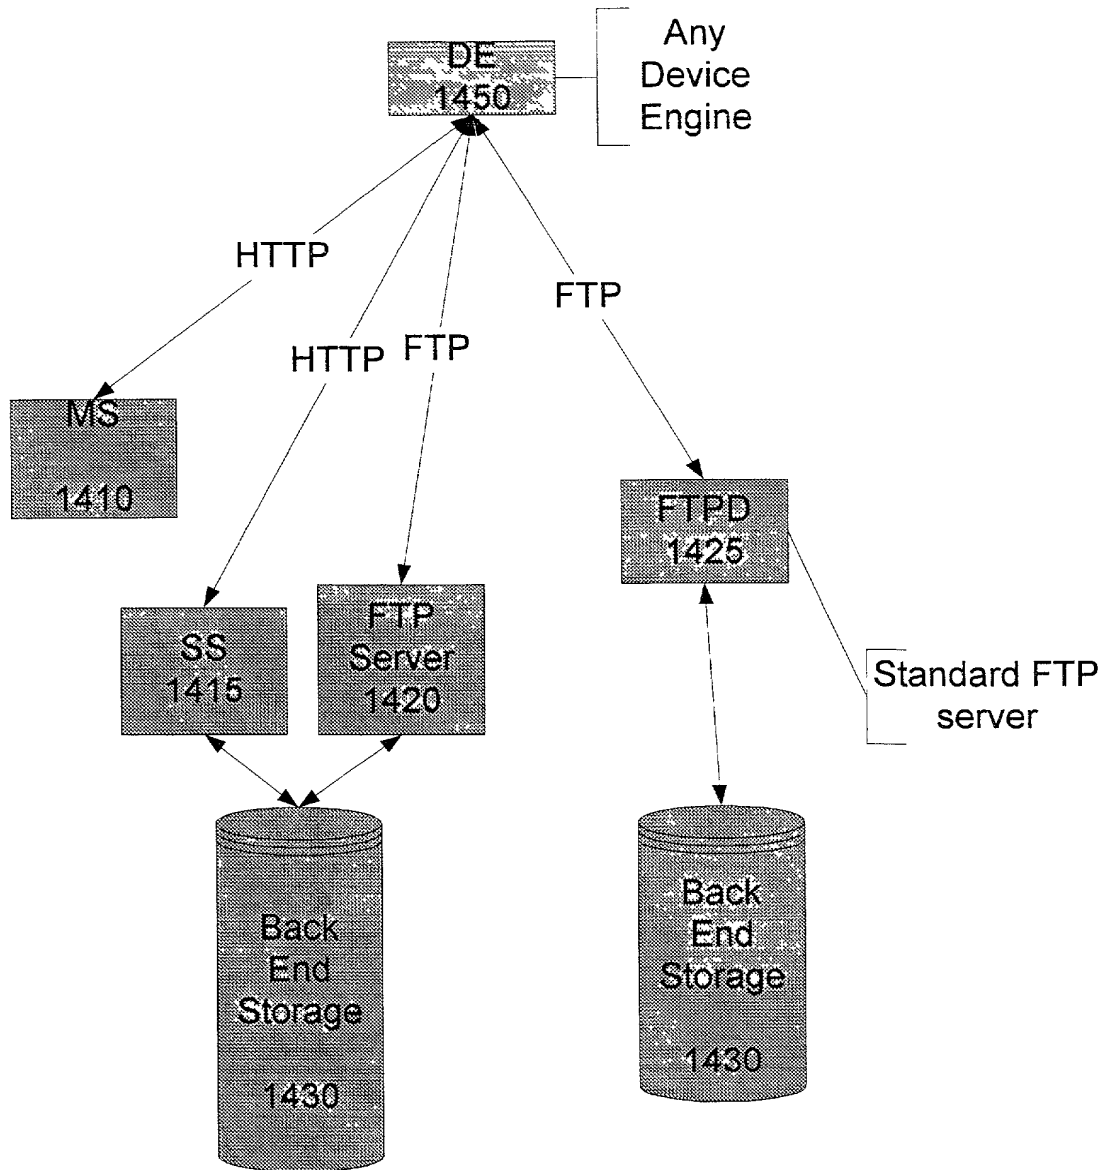 DE
1450
Any
Device
Engine
HTTP
FTP
HTTP
FTP
MS
1410
FTPD
1425
SS
1415
FTP
Server
1420
Standard FTP
server
Back
End
Storage
1430
Back
End
Storage
1430